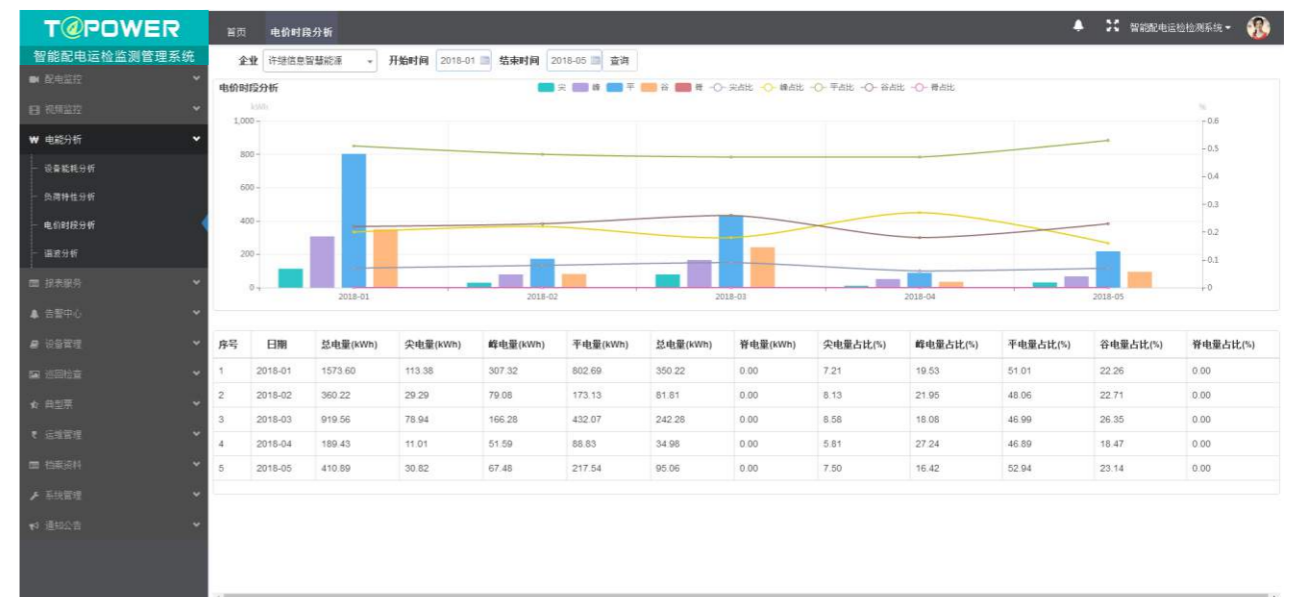 T@POWER
智能配电运检监测管理系统
首页 电价时段分析
智能配电运检检测系统
配电监控
视频监控
电能分析
设备能耗分析
负荷特性分析
电价时段分析
谐波分析
报表服务
告警中心
设备管理
巡回检查
典型票
运维管理
档案资料
系统管理
通知公告
企业 许继信息智慧能源 开始时间 2018-01 结束时间 2018-05 查询
电价时段分析
尖 峰 平 谷 脊 尖占比 峰占比 平占比 谷占比 脊占比
kWh
%
1,000
800
600
400
200
0
0.6
0.5
0.4
0.3
0.2
0.1
0
2018-01 2018-02 2018-03 2018-04 2018-05
序号 日期 总电量(kWh) 尖电量(kWh) 峰电量(kWh) 平电量(kWh) 总电量(kWh) 脊电量(kWh) 尖电量占比(%) 峰电量占比(%) 平电量占比(%) 谷电量占比(%) 脊电量占比(%)
1 2018-01 1573.60 113.38 307.32 802.69 350.22 0.00 7.21 19.53 51.01 22.26 0.00
2 2018-02 360.22 29.29 79.08 173.13 81.81 0.00 8.13 21.95 48.06 22.71 0.00
3 2018-03 919.56 78.94 166.28 432.07 242.28 0.00 8.58 18.08 46.99 26.35 0.00
4 2018-04 189.43 11.01 51.59 88.83 34.98 0.00 5.81 27.24 46.89 18.47 0.00
5 2018-05 410.89 30.82 67.48 217.54 95.06 0.00 7.50 16.42 52.94 23.14 0.00